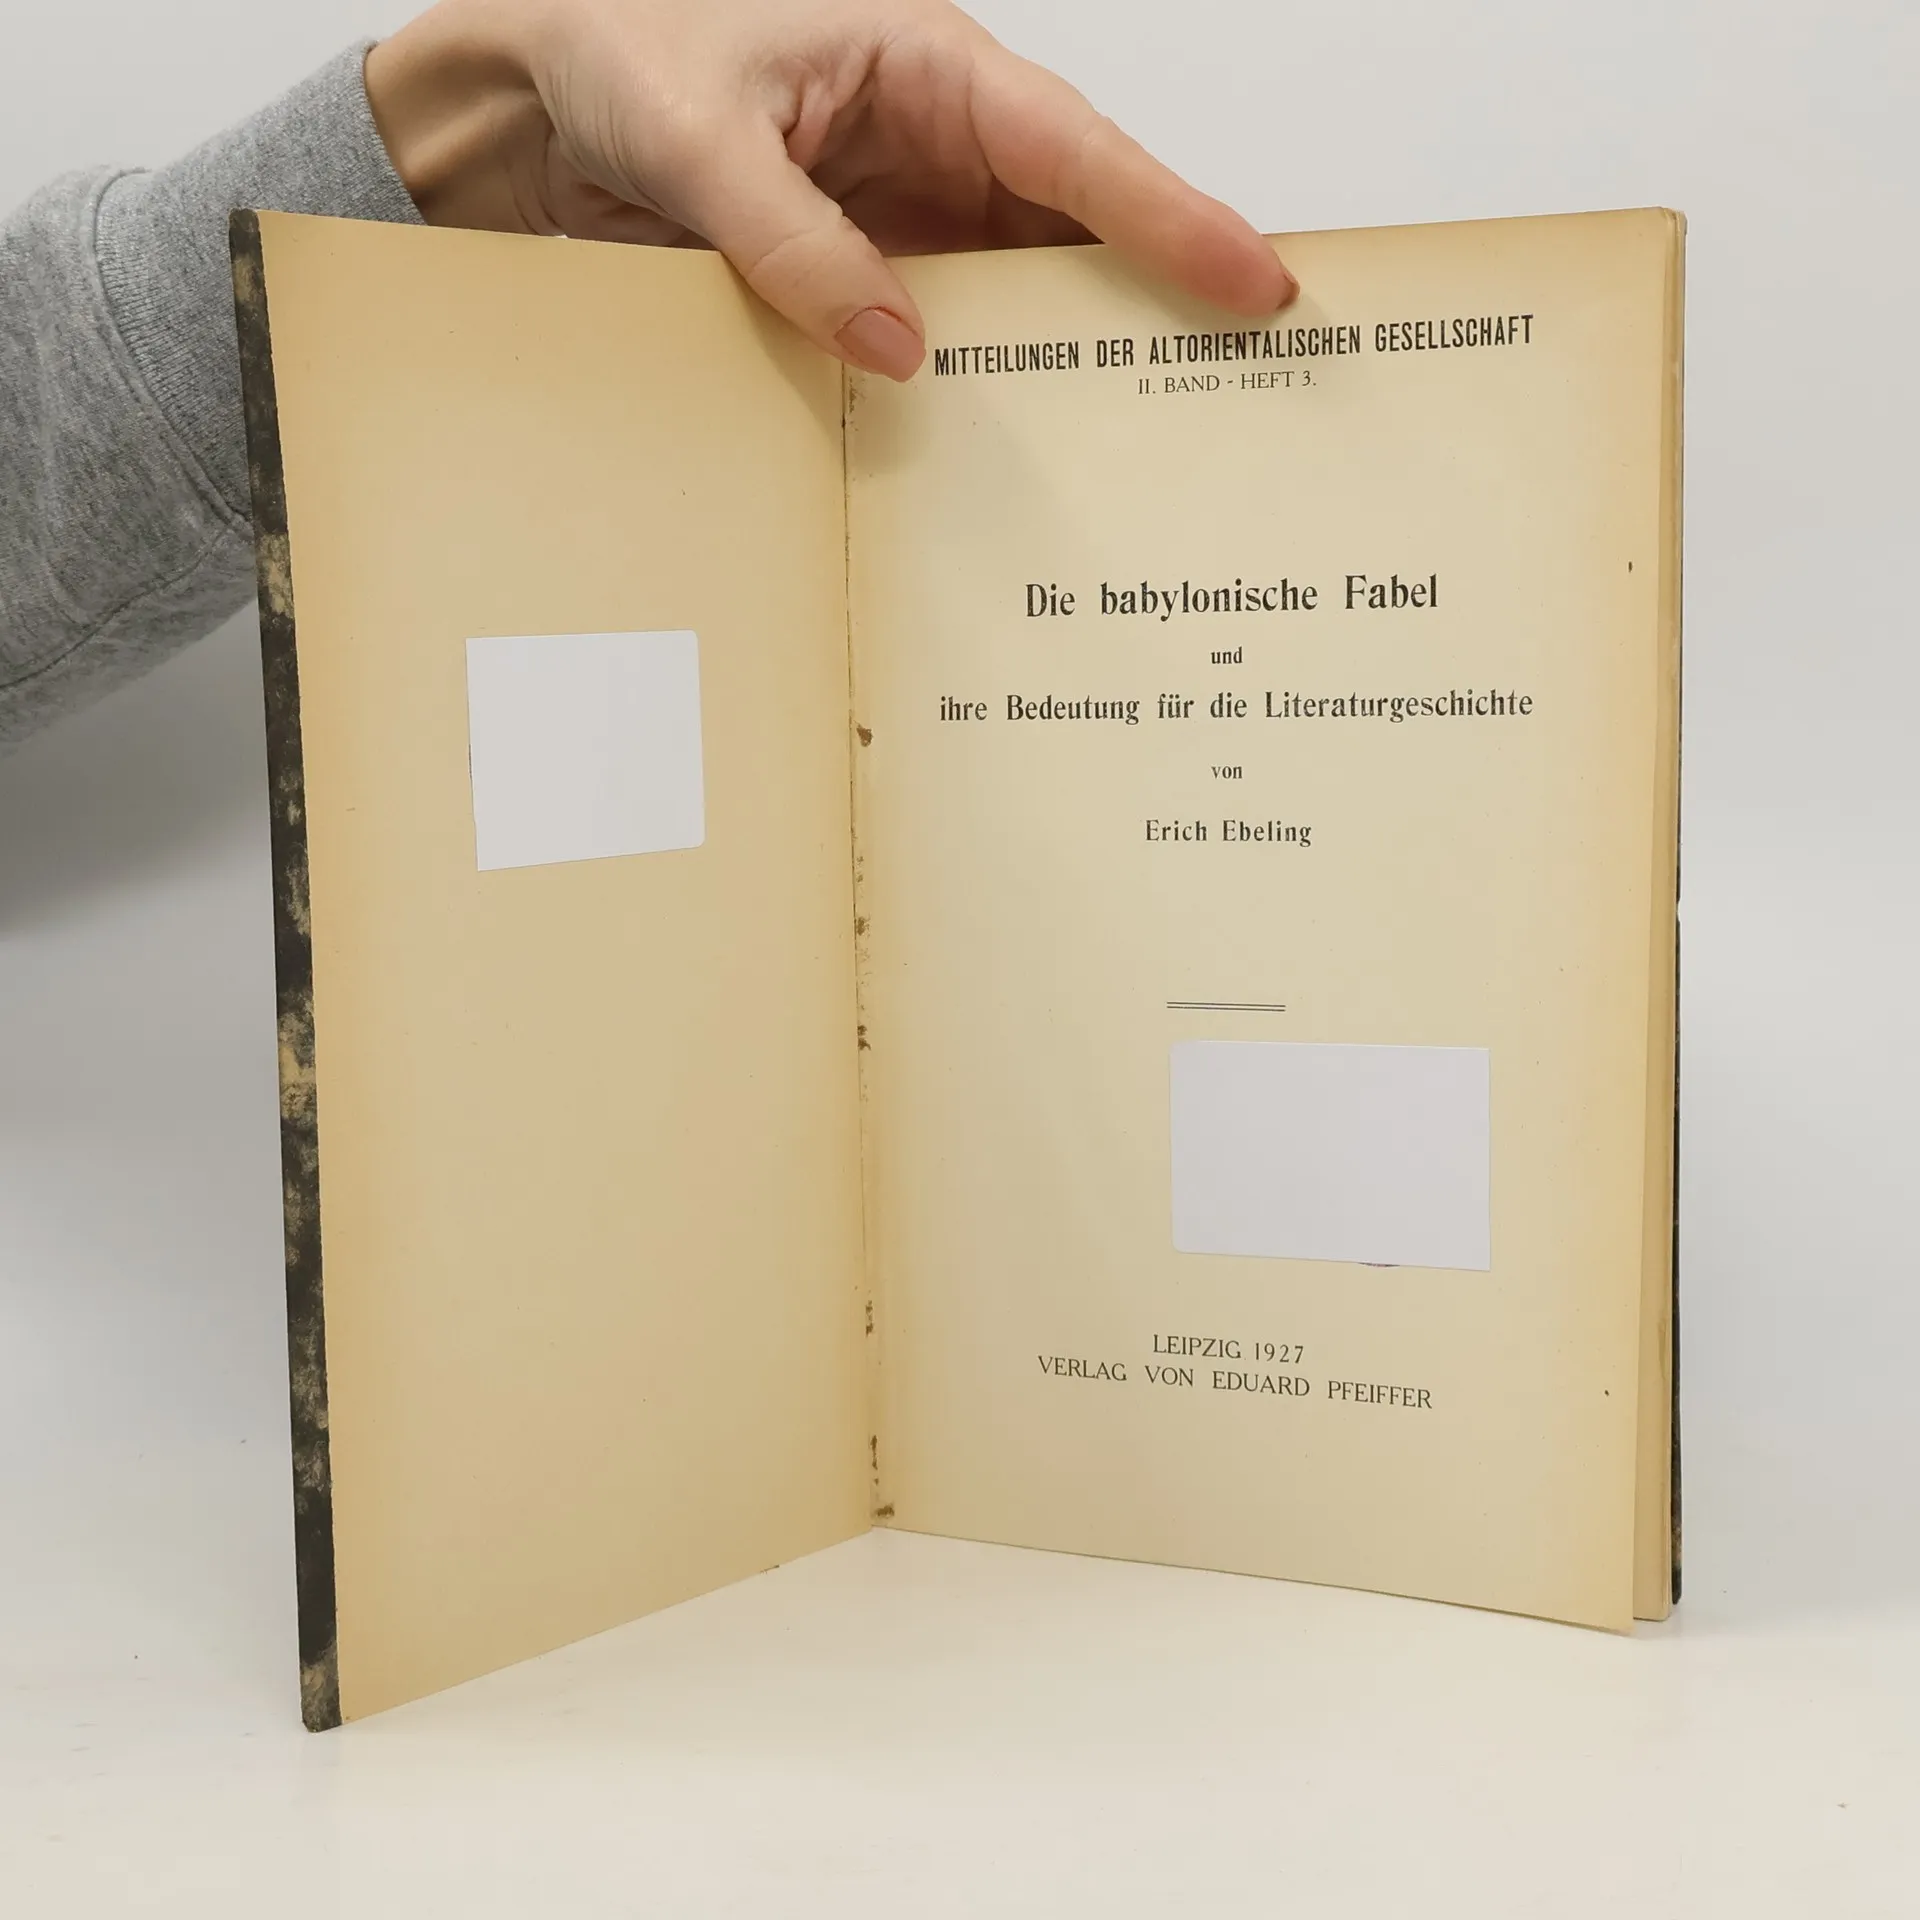 MITTEILUNGEN DER ALTORIENTALISCHEN GESELLSCHAFT
II. BAND - HEFT 3.
Die babylonische Fabel
und
ihre Bedeutung für die Literaturgeschichte
von
Erich Ebeling
LEIPZIG 1927
VERLAG VON EDUARD PFEIFFER